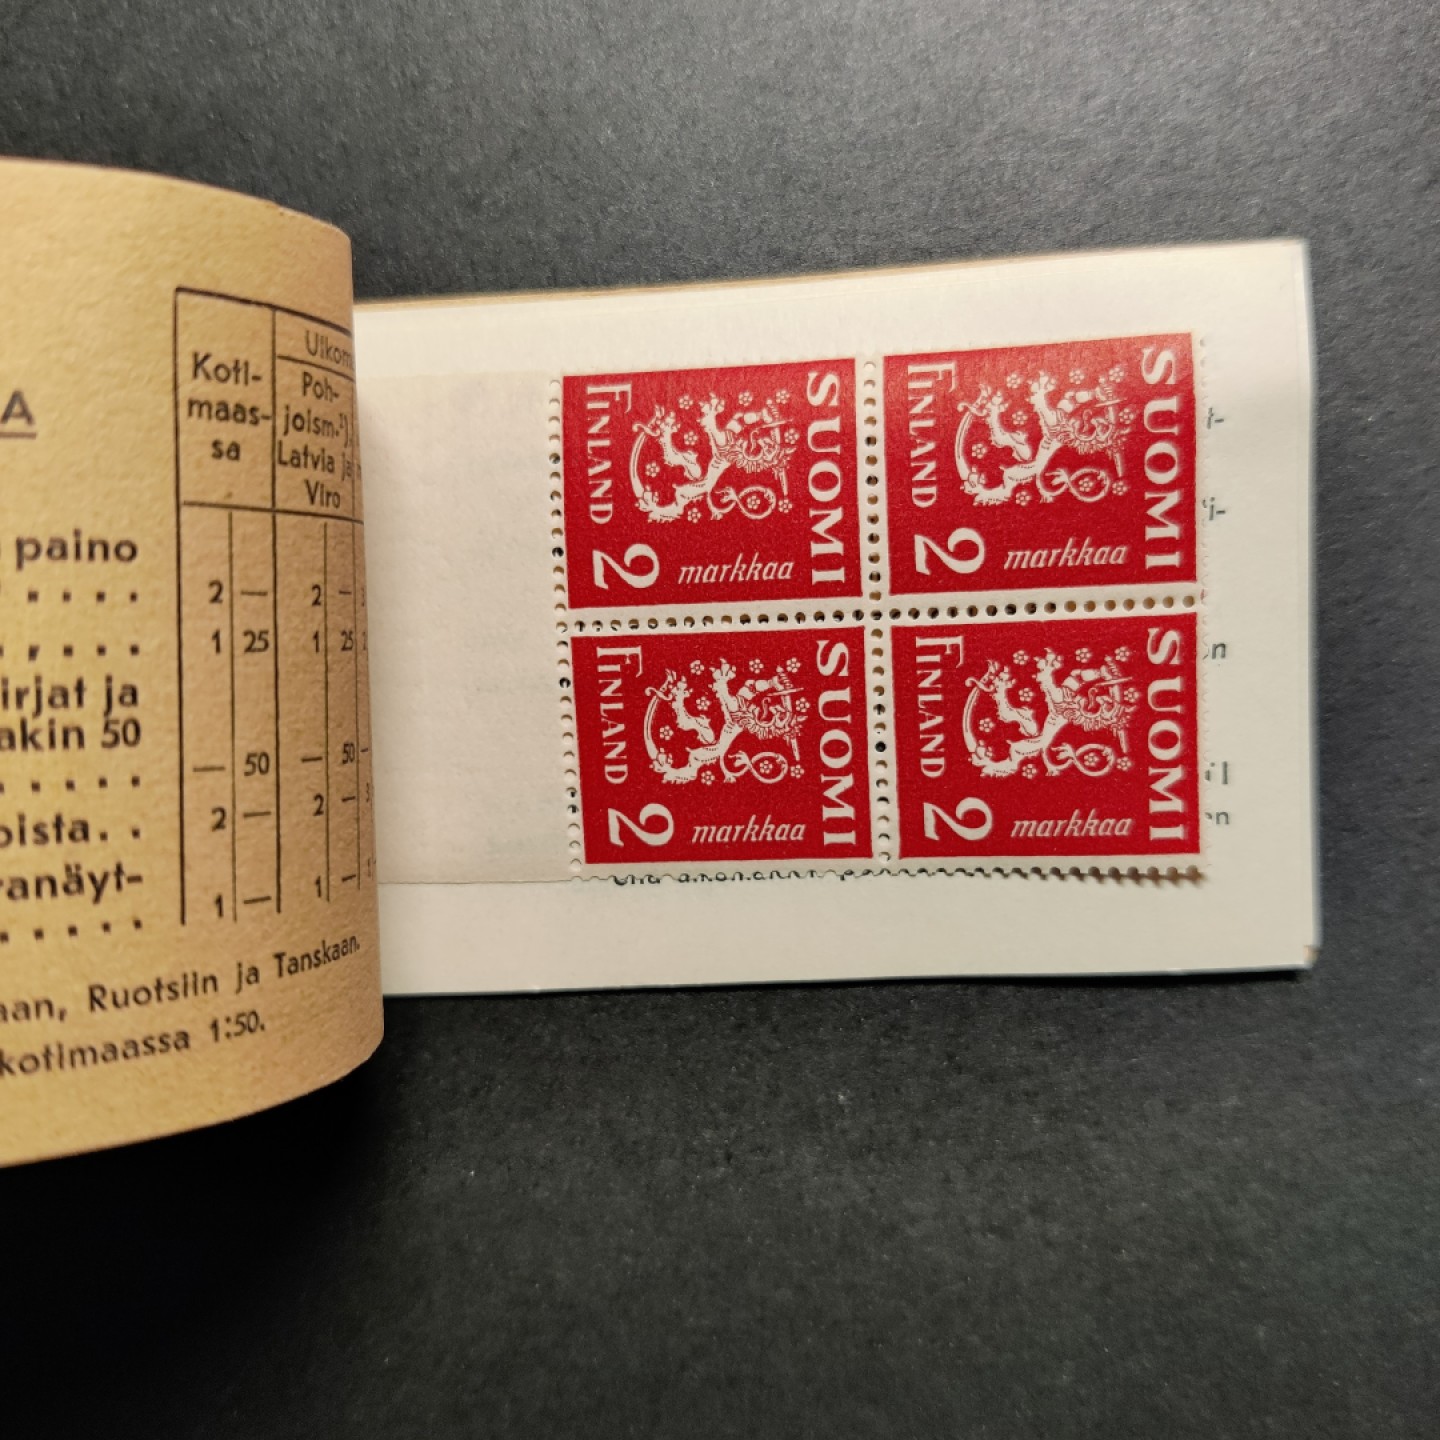 A
Kotl-
maas-
sa
Poh-
joism.²),
Latvia ja
Viro
paino
2 — 2 —
1 25 1 25
irjat ja
akin 50
— 50 — 50 —
oista. . 2 — 2 —
ranäyt-
1 — 1 —
aan, Ruotsiin ja Tanskaan.
kotimaassa 1:50.
SUOMI
FINLAND
2 markkaa
SUOMI
FINLAND
2 markkaa
SUOMI
FINLAND
2 markkaa
SUOMI
FINLAND
2 markkaa